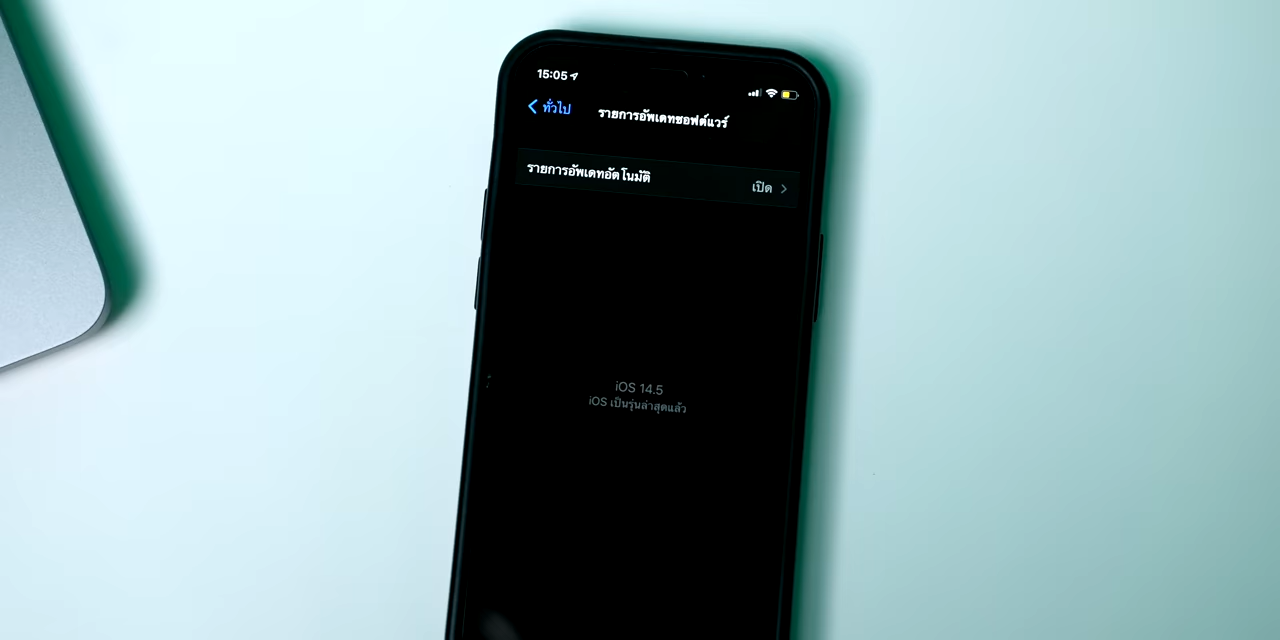 15:05
ทั่วไป
รายการอัพเดทซอฟต์แวร์
รายการอัพเดทอัตโนมัติ
เปิด
iOS 14.5
iOS เป็นรุ่นล่าสุดแล้ว